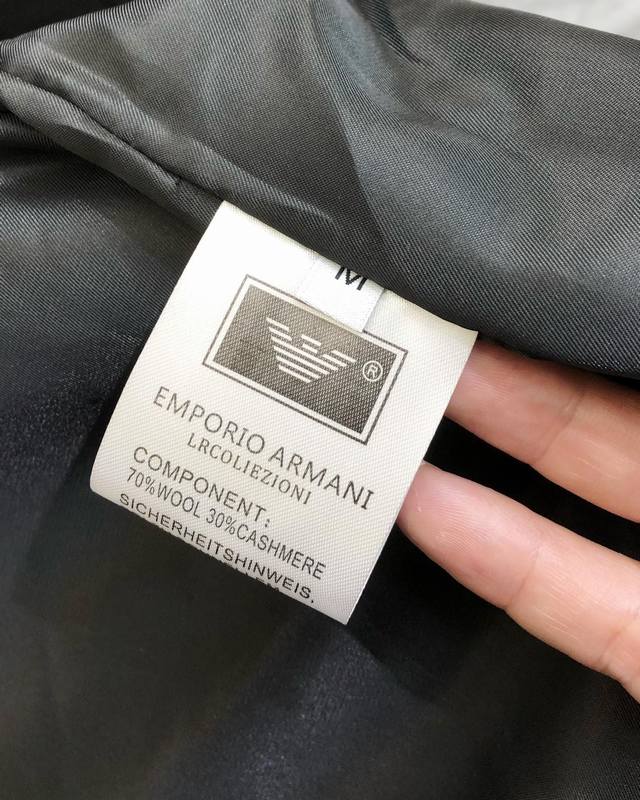 M
®
EMPORIO ARMANI
LRCOLIEZIONI
COMPONENT:
70%WOOL 30%CASHMERE
SICHERHEITSHINWEIS.